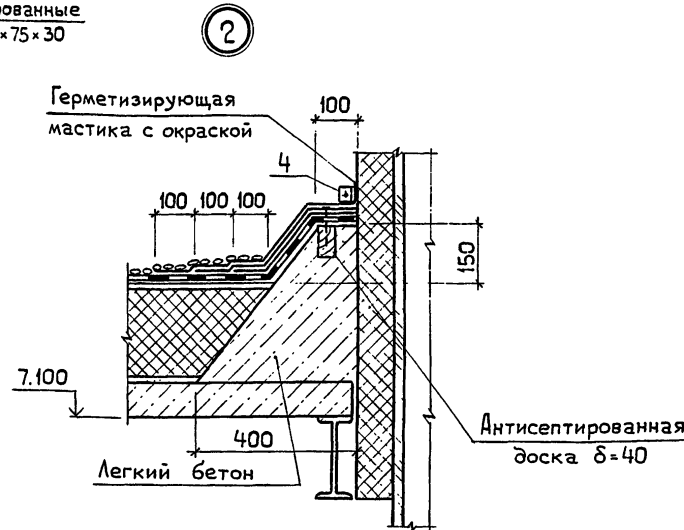 ×75×30
2
Герметизирующая
мастика с окраской
100
4
100 100 100
150
7.100
400
Легкий бетон
Антисептированная
доска δ=40